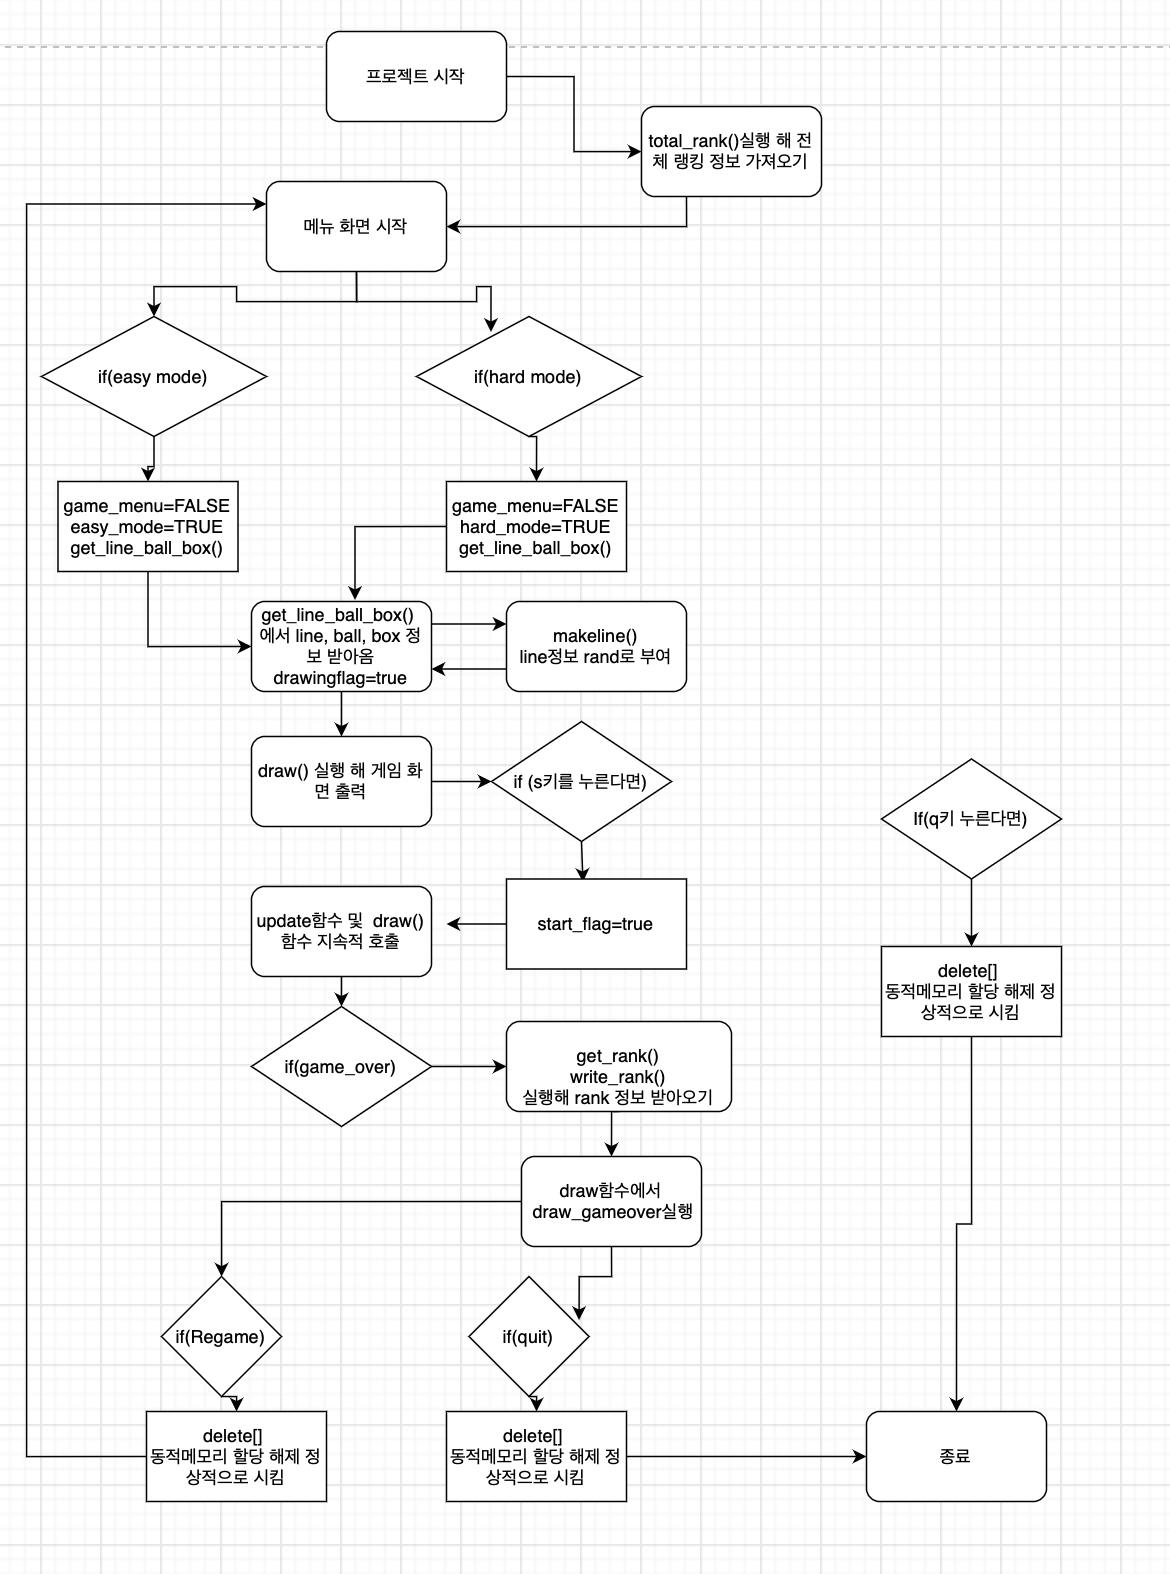 프로젝트 시작
total_rank()실행 해 전
체 랭킹 정보 가져오기
메뉴 화면 시작
if(easy mode)
if(hard mode)
game_menu=FALSE
easy_mode=TRUE
get_line_ball_box()
game_menu=FALSE
hard_mode=TRUE
get_line_ball_box()
get_line_ball_box()
에서 line, ball, box 정
보 받아옴
drawingflag=true
makeline()
line정보 rand로 부여
draw() 실행 해 게임 화
면 출력
if (s키를 누른다면)
If(q키 누른다면)
update함수 및 draw()
함수 지속적 호출
start_flag=true
delete[]
동적메모리 할당 해제 정
상적으로 시킴
if(game_over)
get_rank()
write_rank()
실행해 rank 정보 받아오기
draw함수에서
draw_gameover실행
if(Regame)
if(quit)
delete[]
동적메모리 할당 해제 정
상적으로 시킴
delete[]
동적메모리 할당 해제 정
상적으로 시킴
종료